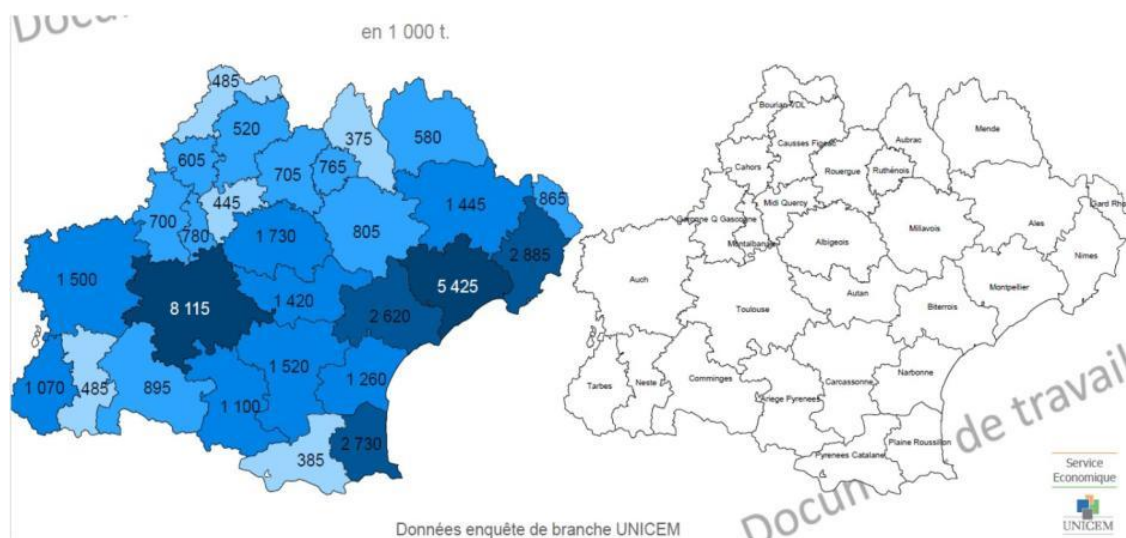 Docu
en 1 000 t.
485
520
375
580
605
705
765
445
700
780
1 730
805
1 445
865
2 885
1 500
8 115
1 420
2 620
5 425
1 070
485
895
1 100
1 520
1 260
385
2 730
Bourian VDL
Causses Figeac
Aubrac
Mende
Cahors
Rouergue
Ruthénois
Midi Quercy
Garonne Q Gascogne
Montalbanais
Albigeois
Millavois
Ales
Gard Rho
Nimes
Auch
Toulouse
Autan
Biterrois
Montpellier
Tarbes
Neste
Comminges
Ariege Pyrenees
Carcassonne
Narbonne
Pyrenees Catalane
Plaine Roussillon
Document de travail
Service
Economique
UNICEM
Données enquête de branche UNICEM